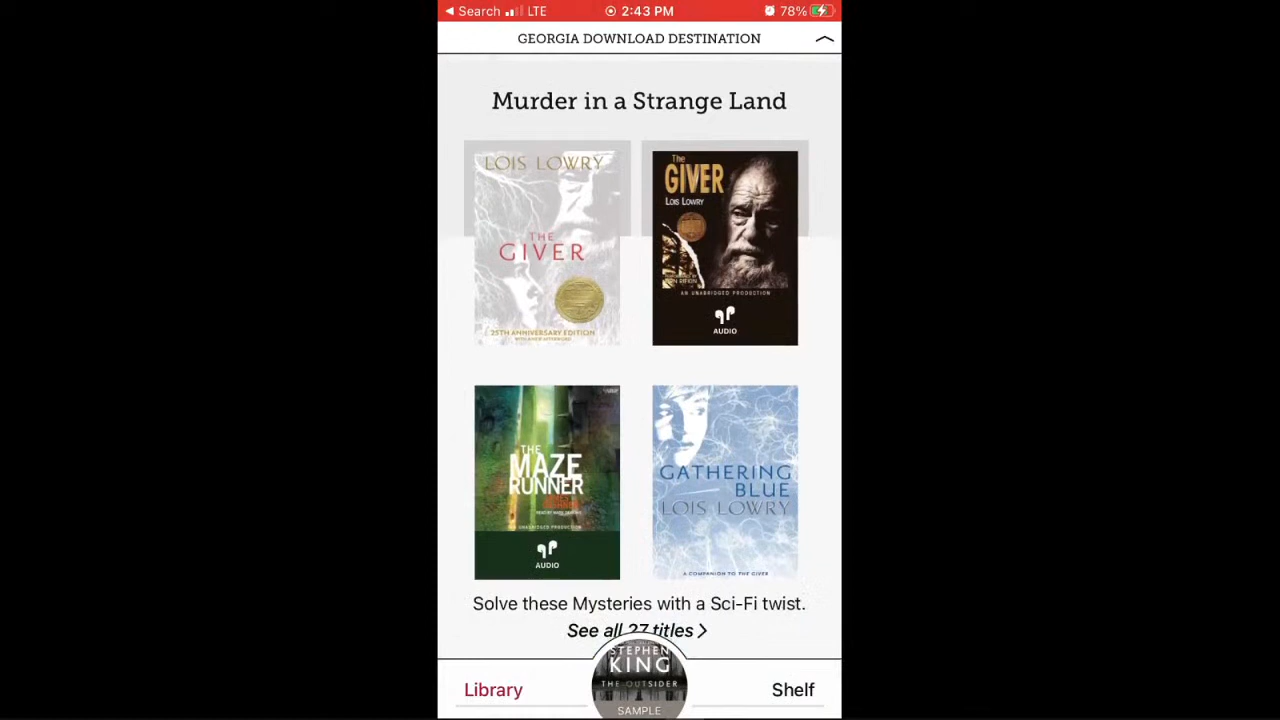 Search LTE 2:43 PM 78%
GEORGIA DOWNLOAD DESTINATION
Murder in a Strange Land
LOIS LOWRY
THE
GIVER
25TH ANNIVERSARY EDITION
The
GIVER
LOIS LOWRY
AN UNABRIDGED PRODUCTION
AUDIO
THE
MAZE
RUNNER
UNABRIDGED PRODUCTION
AUDIO
GATHERING
BLUE
LOIS LOWRY
A COMPANION TO THE GIVER
Solve these Mysteries with a Sci-Fi twist.
See all 27 titles
Library
STEPHEN
KING
THE OUTSIDER
SAMPLE
Shelf